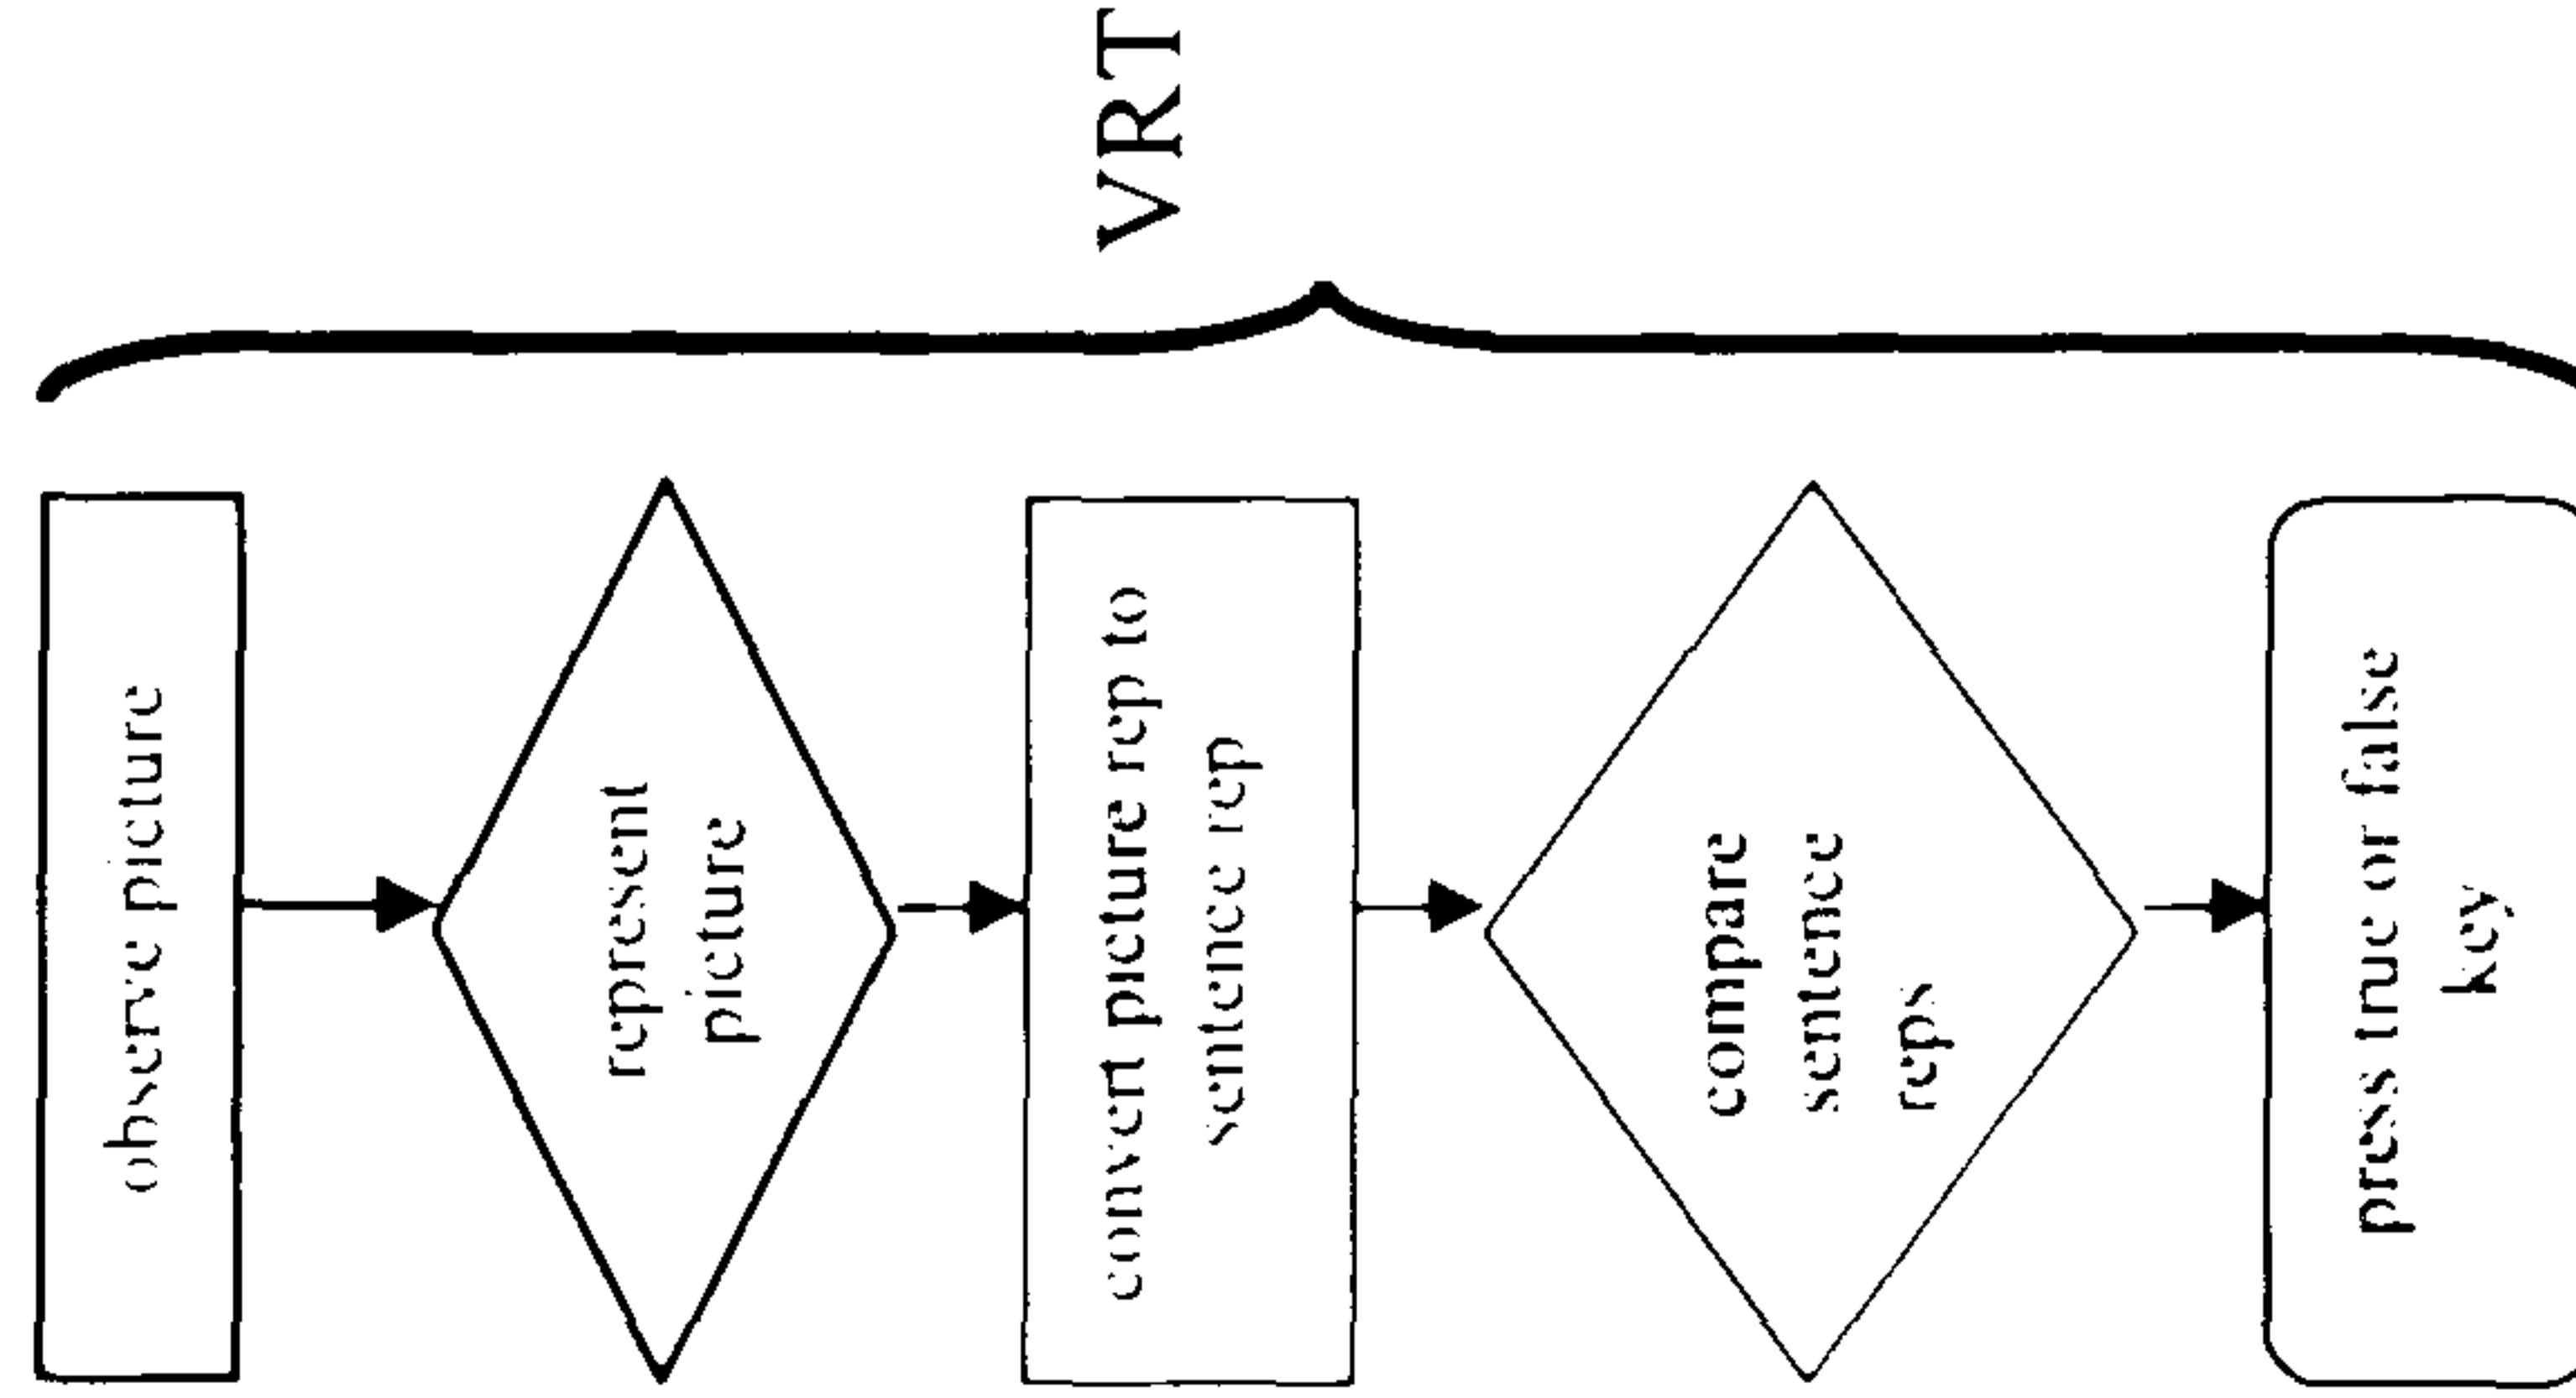 observe picture
represent
picture
convert picture rep to
sentence rep
compare
sentence
reps
press true or false
key
VRT